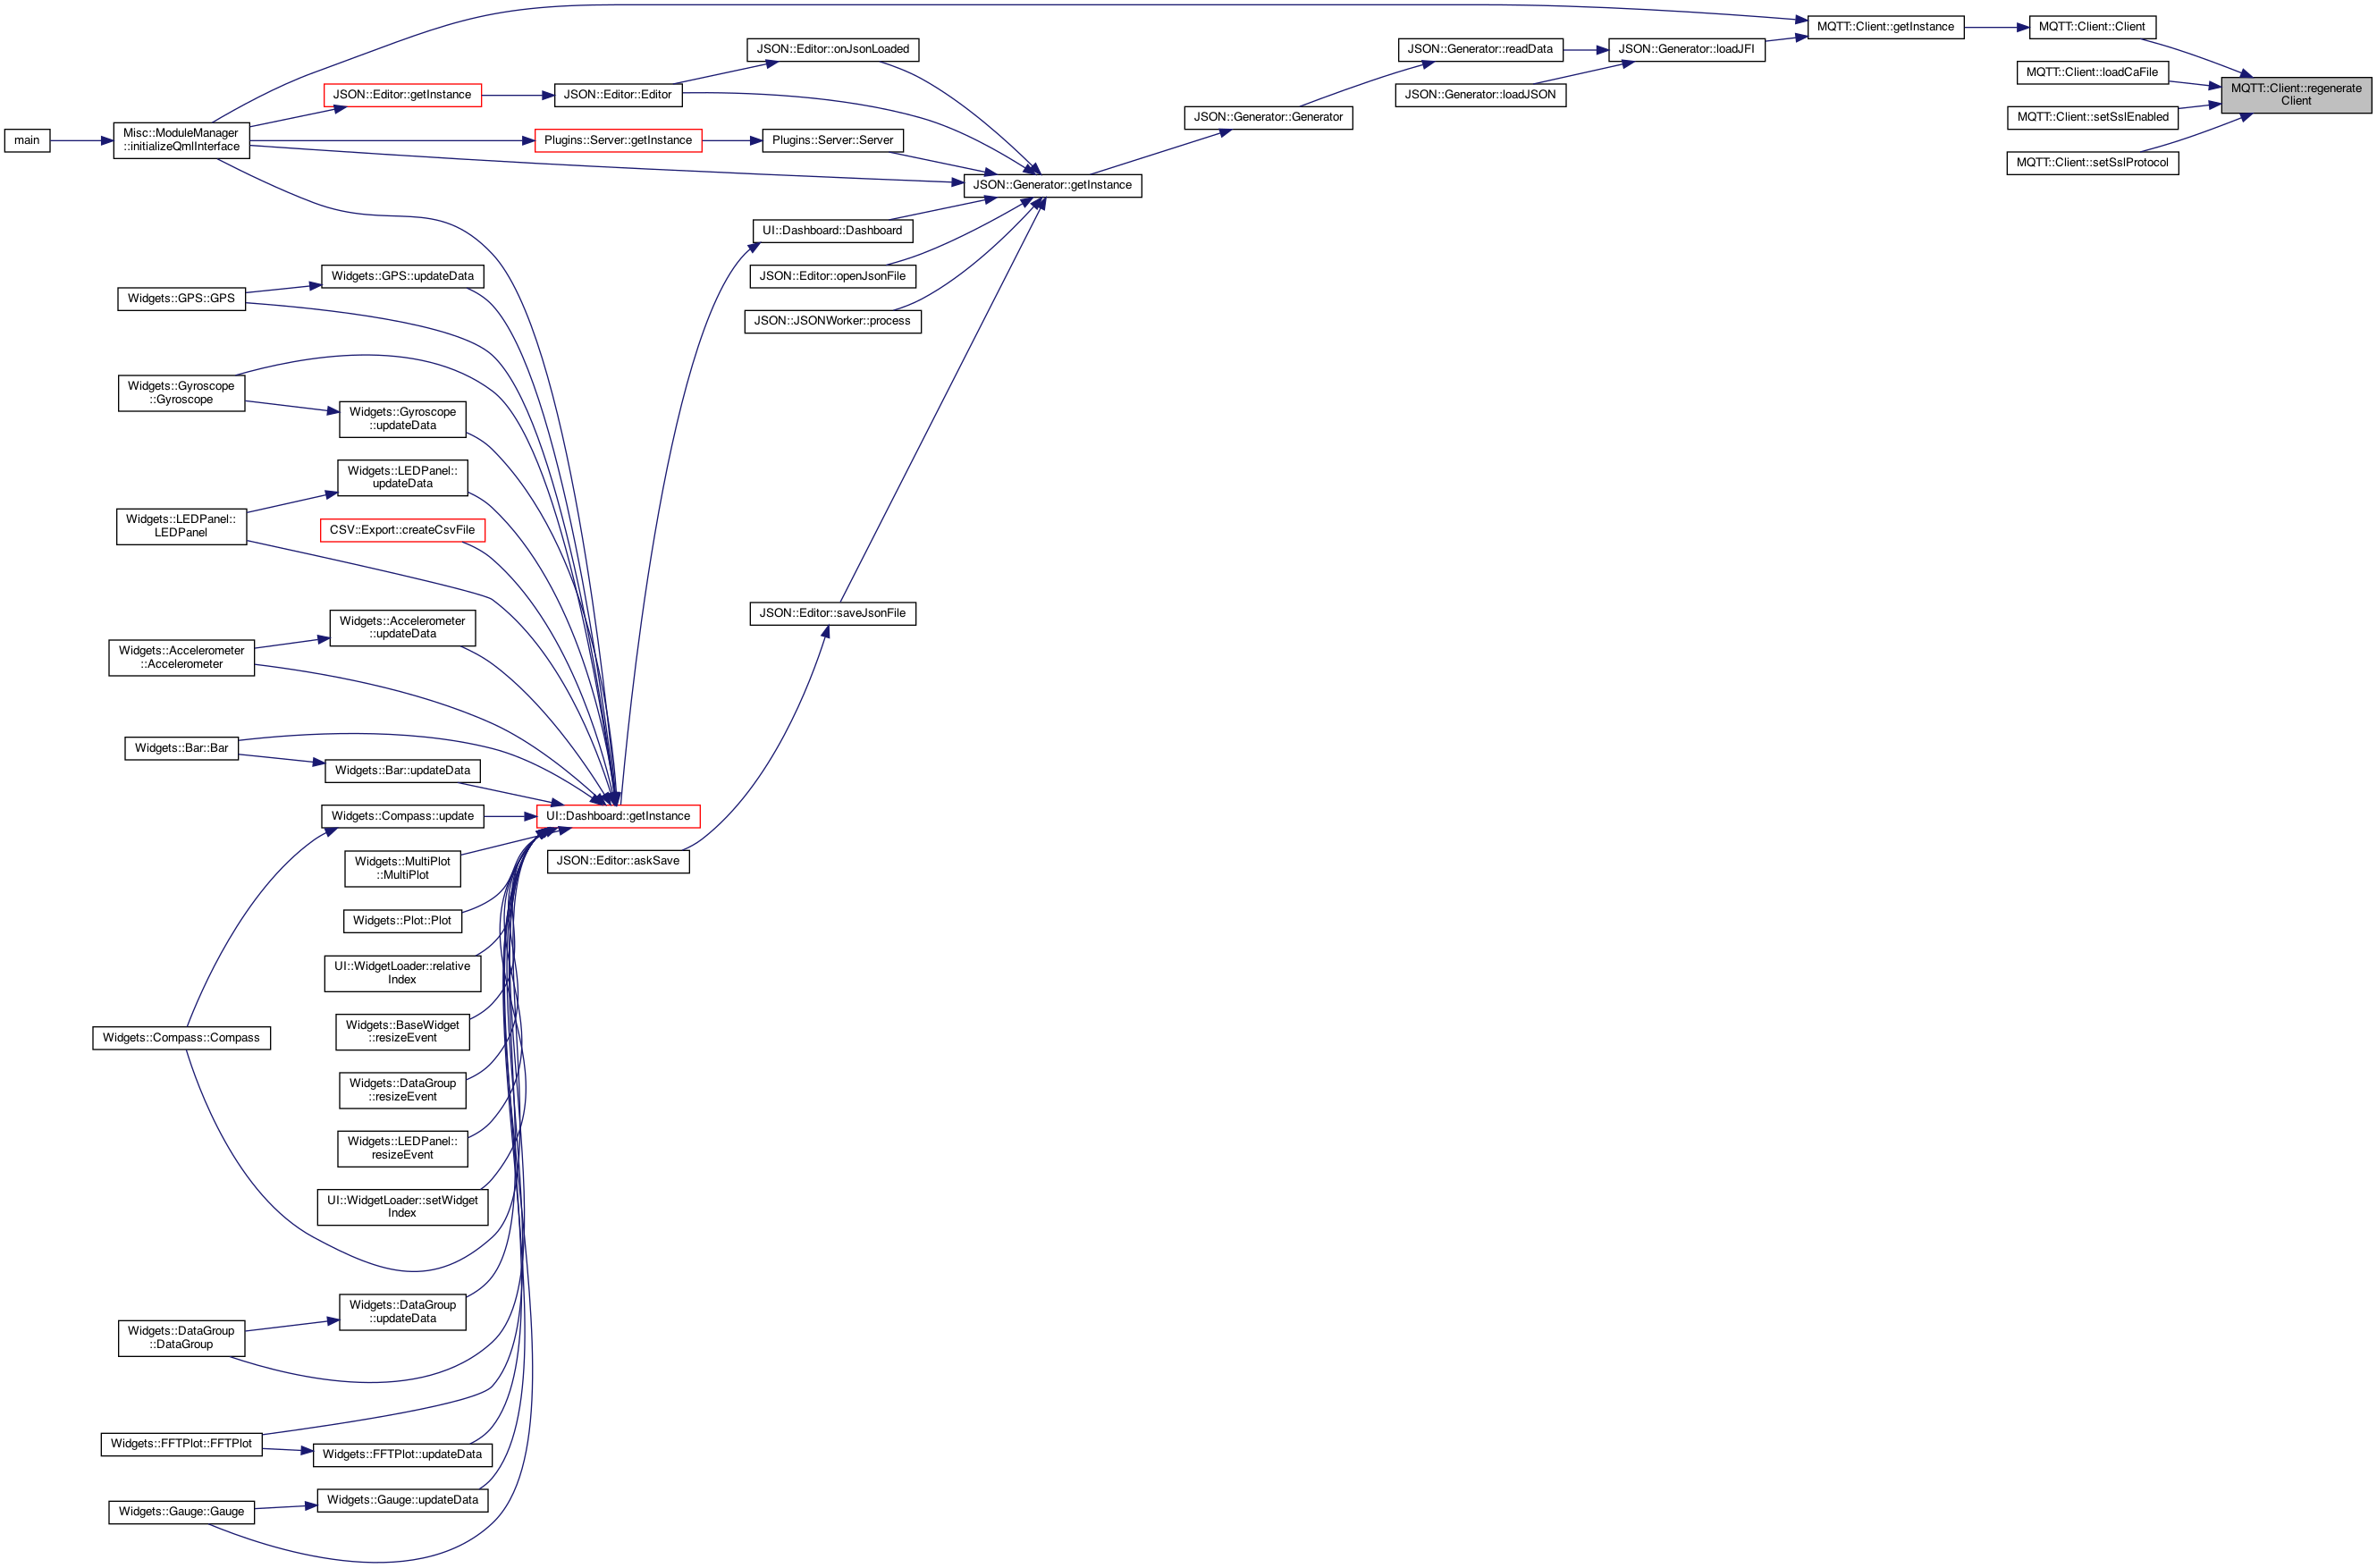 MQTT::Client::getInstance
MQTT::Client::Client
JSON::Editor::onJsonLoaded
JSON::Generator::readData
JSON::Generator::loadJFI
MQTT::Client::loadCaFile
JSON::Editor::getInstance
JSON::Editor::Editor
JSON::Generator::loadJSON
MQTT::Client::regenerate
Client
JSON::Generator::Generator
MQTT::Client::setSslEnabled
main
Misc::ModuleManager
::initializeQmlInterface
Plugins::Server::getInstance
Plugins::Server::Server
MQTT::Client::setSslProtocol
JSON::Generator::getInstance
UI::Dashboard::Dashboard
Widgets::GPS::updateData
JSON::Editor::openJsonFile
Widgets::GPS::GPS
JSON::JSONWorker::process
Widgets::Gyroscope
::Gyroscope
Widgets::Gyroscope
::updateData
Widgets::LEDPanel::
updateData
Widgets::LEDPanel::
LEDPanel
CSV::Export::createCsvFile
JSON::Editor::saveJsonFile
Widgets::Accelerometer
::updateData
Widgets::Accelerometer
::Accelerometer
Widgets::Bar::Bar
Widgets::Bar::updateData
Widgets::Compass::update
UI::Dashboard::getInstance
Widgets::MultiPlot
::MultiPlot
JSON::Editor::askSave
Widgets::Plot::Plot
UI::WidgetLoader::relative
Index
Widgets::BaseWidget
::resizeEvent
Widgets::Compass::Compass
Widgets::DataGroup
::resizeEvent
Widgets::LEDPanel::
resizeEvent
UI::WidgetLoader::setWidget
Index
Widgets::DataGroup
::updateData
Widgets::DataGroup
::DataGroup
Widgets::FFTPlot::FFTPlot
Widgets::FFTPlot::updateData
Widgets::Gauge::updateData
Widgets::Gauge::Gauge